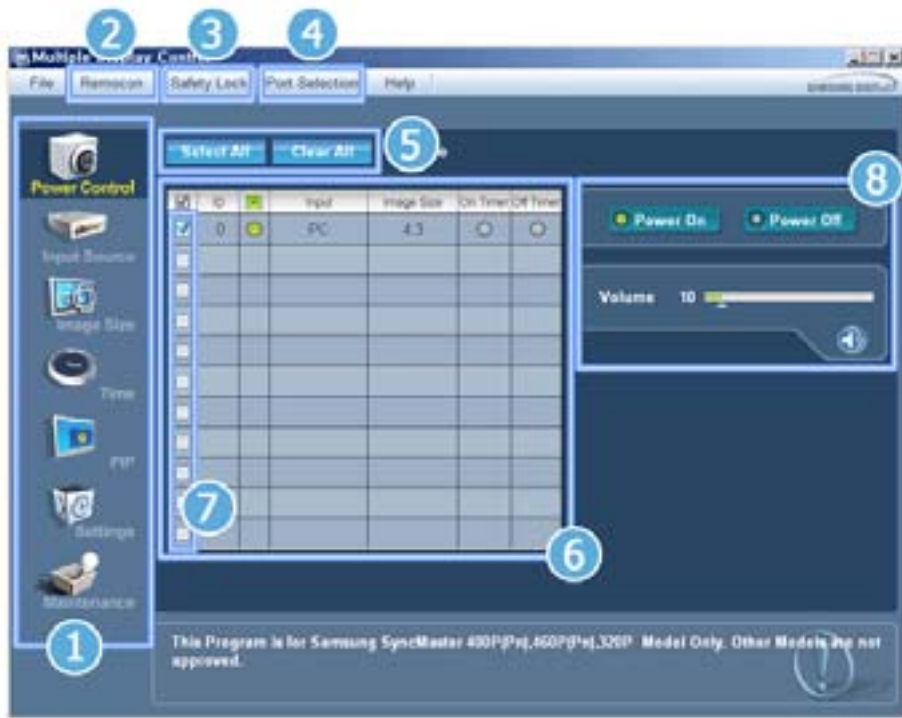 2 3 4
Multiple Display Control
File Remocon Safety Lock Port Selection Help
Select All Clear All 5
8
Power Control
Input Source
Image Size
Time
PIP
Settings
Maintenance
1
ID Input Image Size On Timer Off Timer
0 PC 4:3
7
6
Power On Power Off
Volume 10
This Program is for Samsung SyncMaster 400P(Pn),460P(Pn),320P Model Only. Other Models are not
approved.